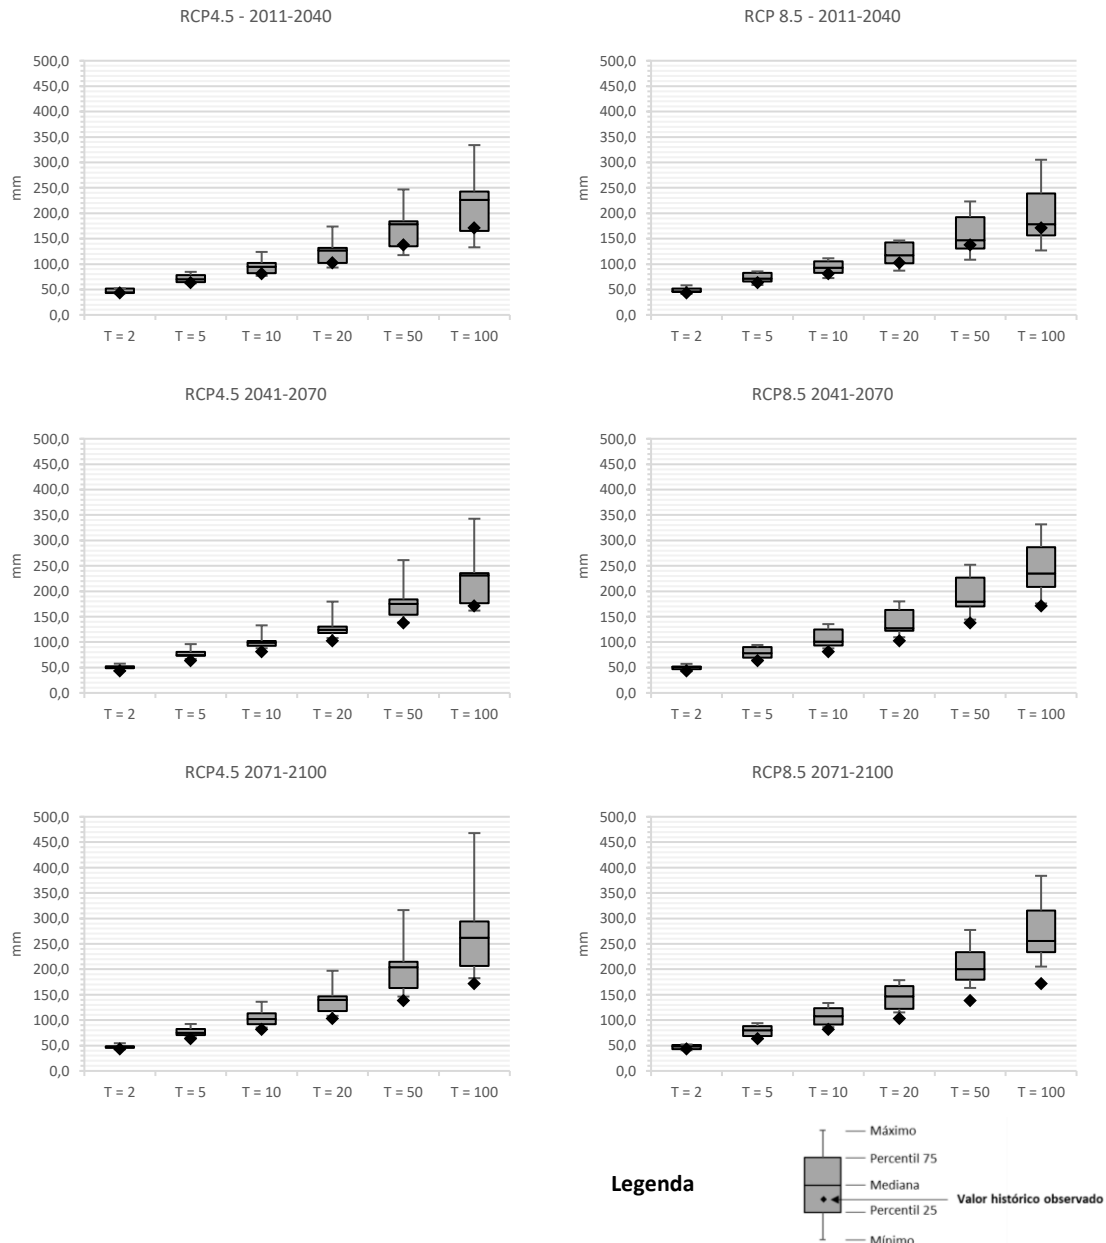 RCP4.5 - 2011-2040
500,0
450,0
400,0
350,0
300,0
250,0
200,0
150,0
100,0
50,0
0,0
mm
T = 2 T = 5 T = 10 T = 20 T = 50 T = 100
RCP 8.5 - 2011-2040
500,0
450,0
400,0
350,0
300,0
250,0
200,0
150,0
100,0
50,0
0,0
mm
T = 2 T = 5 T = 10 T = 20 T = 50 T = 100
RCP4.5 2041-2070
500,0
450,0
400,0
350,0
300,0
250,0
200,0
150,0
100,0
50,0
0,0
mm
T = 2 T = 5 T = 10 T = 20 T = 50 T = 100
RCP8.5 2041-2070
500,0
450,0
400,0
350,0
300,0
250,0
200,0
150,0
100,0
50,0
0,0
mm
T = 2 T = 5 T = 10 T = 20 T = 50 T = 100
RCP4.5 2071-2100
500,0
450,0
400,0
350,0
300,0
250,0
200,0
150,0
100,0
50,0
0,0
mm
T = 2 T = 5 T = 10 T = 20 T = 50 T = 100
RCP8.5 2071-2100
500,0
450,0
400,0
350,0
300,0
250,0
200,0
150,0
100,0
50,0
0,0
mm
T = 2 T = 5 T = 10 T = 20 T = 50 T = 100
Legenda
Máximo
Percentil 75
Mediana
Valor histórico observado
Percentil 25
Mínimo